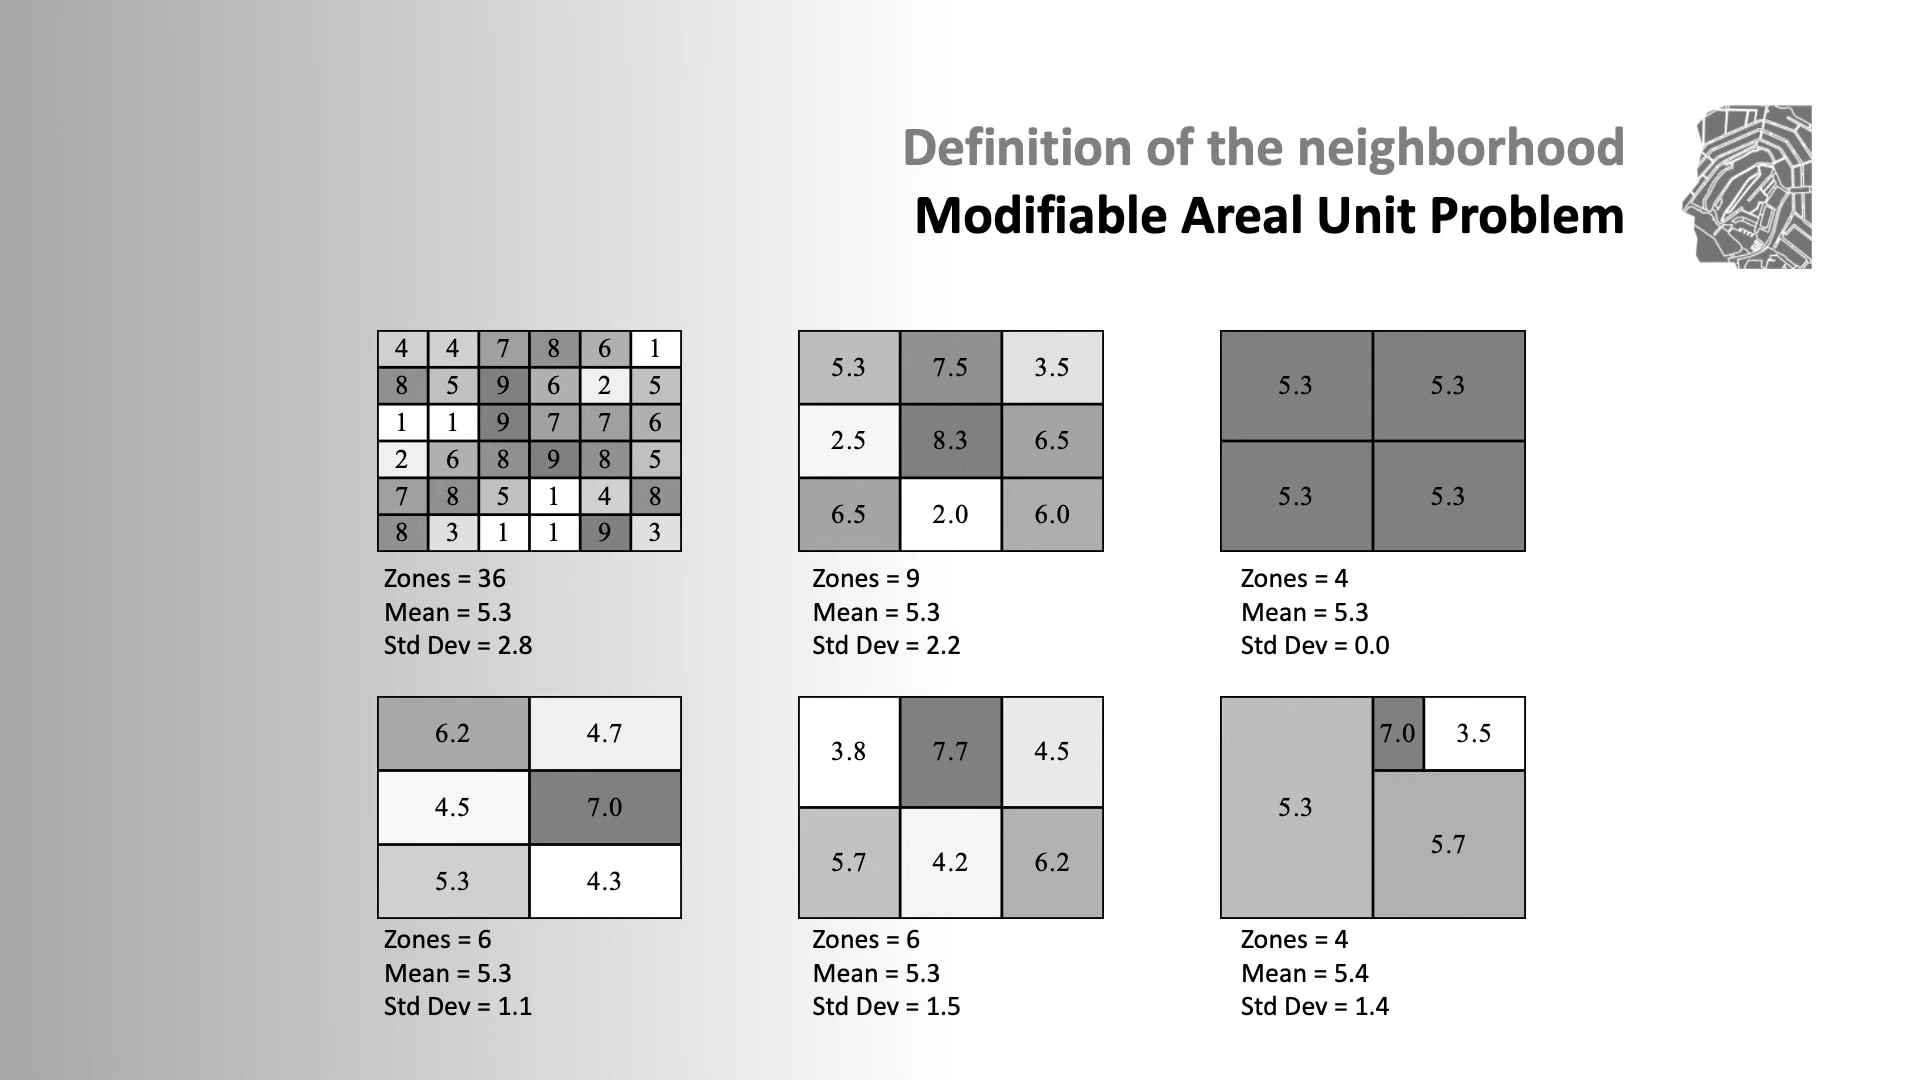 Definition of the neighborhood
Modifiable Areal Unit Problem
4 4 7 8 6 1
8 5 9 6 2 5
1 1 9 7 7 6
2 6 8 9 8 5
7 8 5 1 4 8
8 3 1 1 9 3
Zones = 36
Mean = 5.3
Std Dev = 2.8
5.3 7.5 3.5
2.5 8.3 6.5
6.5 2.0 6.0
Zones = 9
Mean = 5.3
Std Dev = 2.2
5.3 5.3
5.3 5.3
Zones = 4
Mean = 5.3
Std Dev = 0.0
6.2 4.7
4.5 7.0
5.3 4.3
Zones = 6
Mean = 5.3
Std Dev = 1.1
3.8 7.7 4.5
5.7 4.2 6.2
Zones = 6
Mean = 5.3
Std Dev = 1.5
7.0 3.5
5.3
5.7
Zones = 4
Mean = 5.4
Std Dev = 1.4